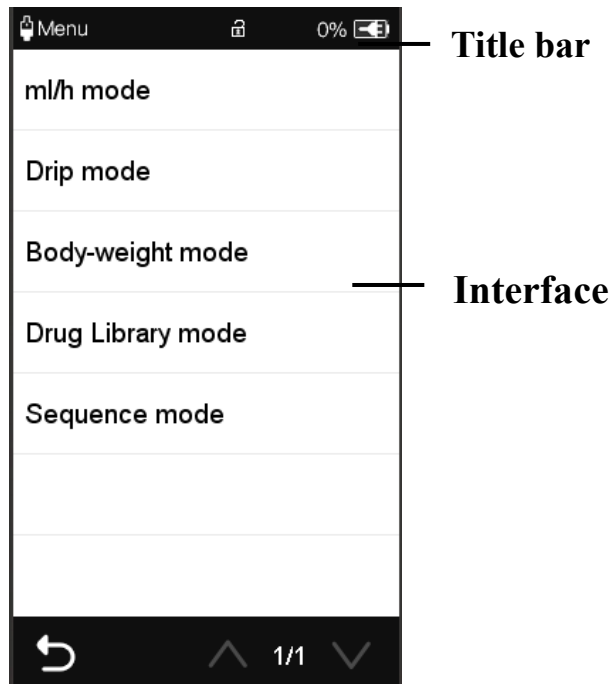 Menu 0%
Title bar
ml/h mode
Drip mode
Body-weight mode
Interface
Drug Library mode
Sequence mode
1/1